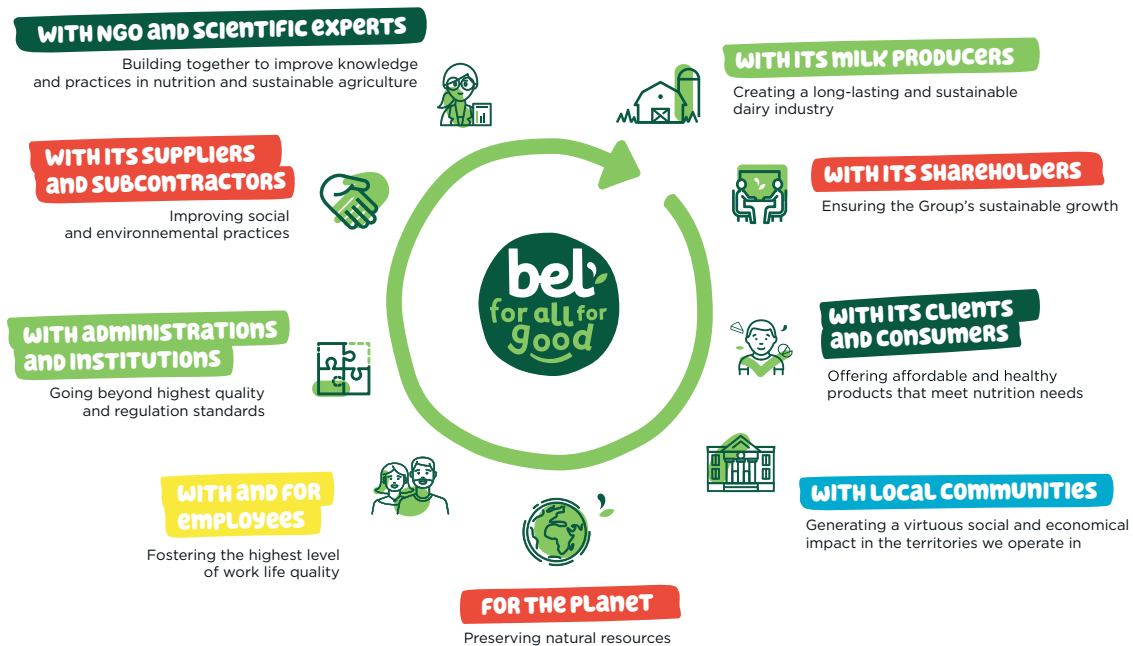 WITH NGO and SCIENTIFIC EXPERTS
Building together to improve knowledge
and practices in nutrition and sustainable agriculture
WITH ITS MILK PRODUCERS
Creating a long-lasting and sustainable
dairy industry
WITH ITS SUPPLIERS
and SUBCONTRACTORS
Improving social
and environnemental practices
WITH ITS SHAREHOLDERS
Ensuring the Group's sustainable growth
bel
for all for
good
WITH ADMINISTRATIONS
and INSTITUTIONS
Going beyond highest quality
and regulation standards
WITH ITS CLIENTS
and CONSUMERS
Offering affordable and healthy
products that meet nutrition needs
WITH and FOR
EMPLOYEES
Fostering the highest level
of work life quality
WITH LOCAL COMMUNITIES
Generating a virtuous social and economical
impact in the territories we operate in
FOR THE PLANET
Preserving natural resources